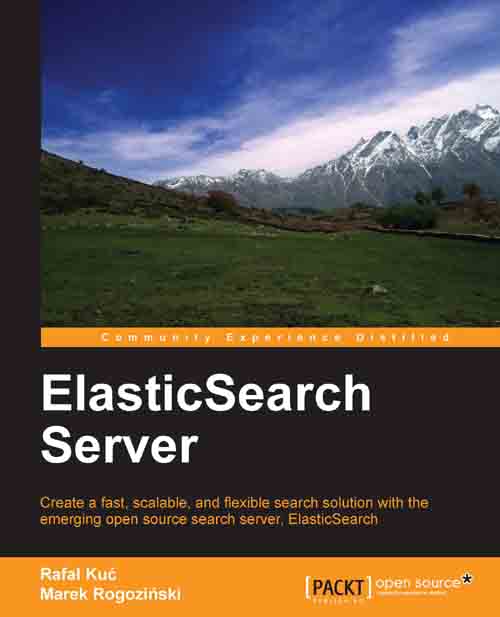 Community Experience Distilled
ElasticSearch
Server
Create a fast, scalable, and flexible search solution with the
emerging open source search server, ElasticSearch
Rafał Kuć
Marek Rogoziński
[PACKT] open source*
PUBLISHING